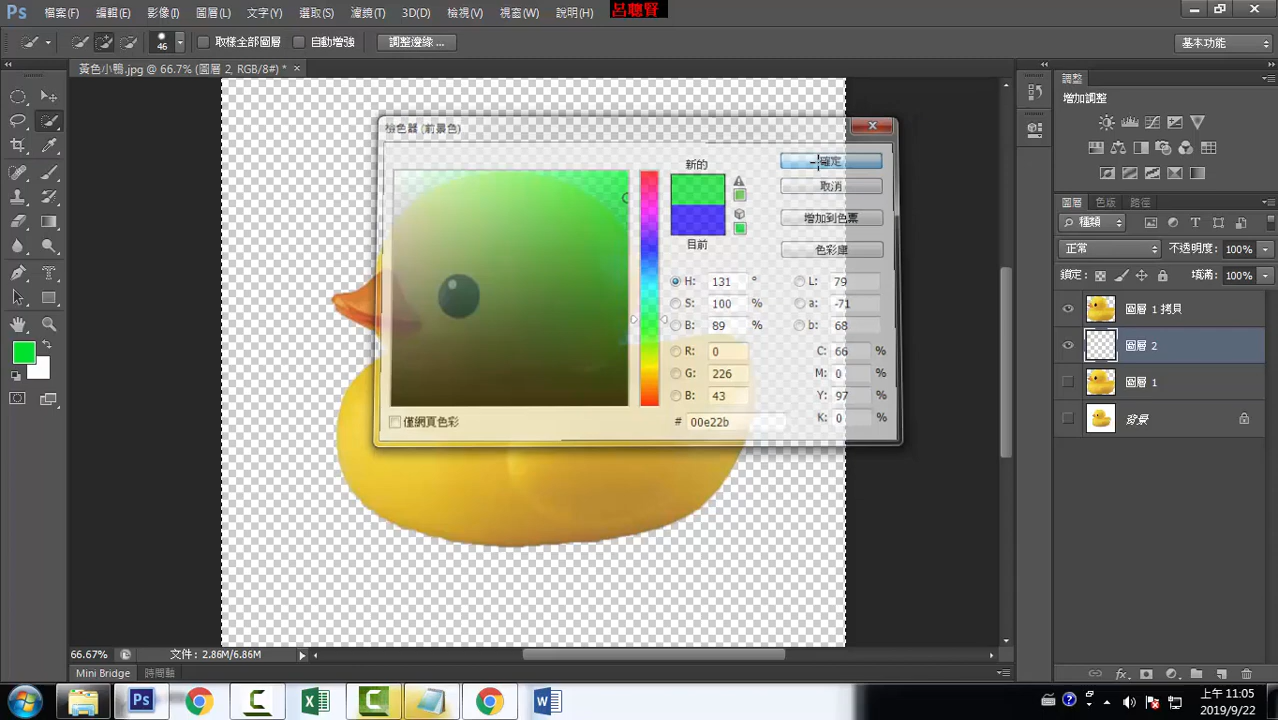 Ps 檔案(F) 編輯(E) 影像(I) 圖層(L) 文字(Y) 選取(S) 濾鏡(T) 3D(D) 檢視(V) 視窗(W) 說明(H) 呂聰賢
46 取樣全部圖層 自動增強 調整邊緣 ... 基本功能
黃色小鴨.jpg @ 66.7% (圖層 2, RGB/8#) * ×
調整
增加調整
檢色器 (前景色)
新的
目前
確定
取消
增加到色票
色彩庫
H: 131 °
S: 100 %
B: 89 %
R: 0
G: 226
B: 43
# 00e22b
L: 79
a: -71
b: 68
C: 66 %
M: 0 %
Y: 97 %
K: 0 %
僅網頁色彩
圖層 色版 路徑
種類
正常 不透明度: 100%
鎖定: 填滿: 100%
圖層 1 拷貝
圖層 2
圖層 1
背景
66.67% 文件: 2.86M/6.86M
Mini Bridge 時間軸
上午 11:05
2019/9/22